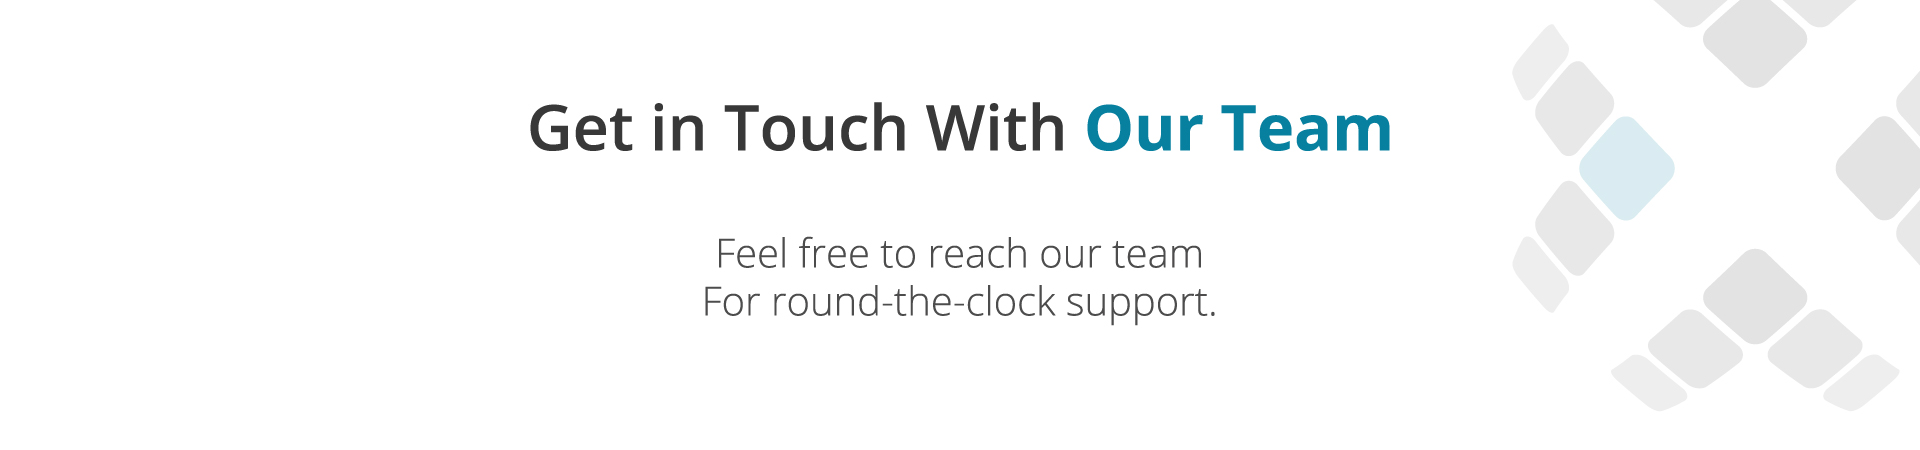 Get in Touch With Our Team
Feel free to reach our team
For round-the-clock support.